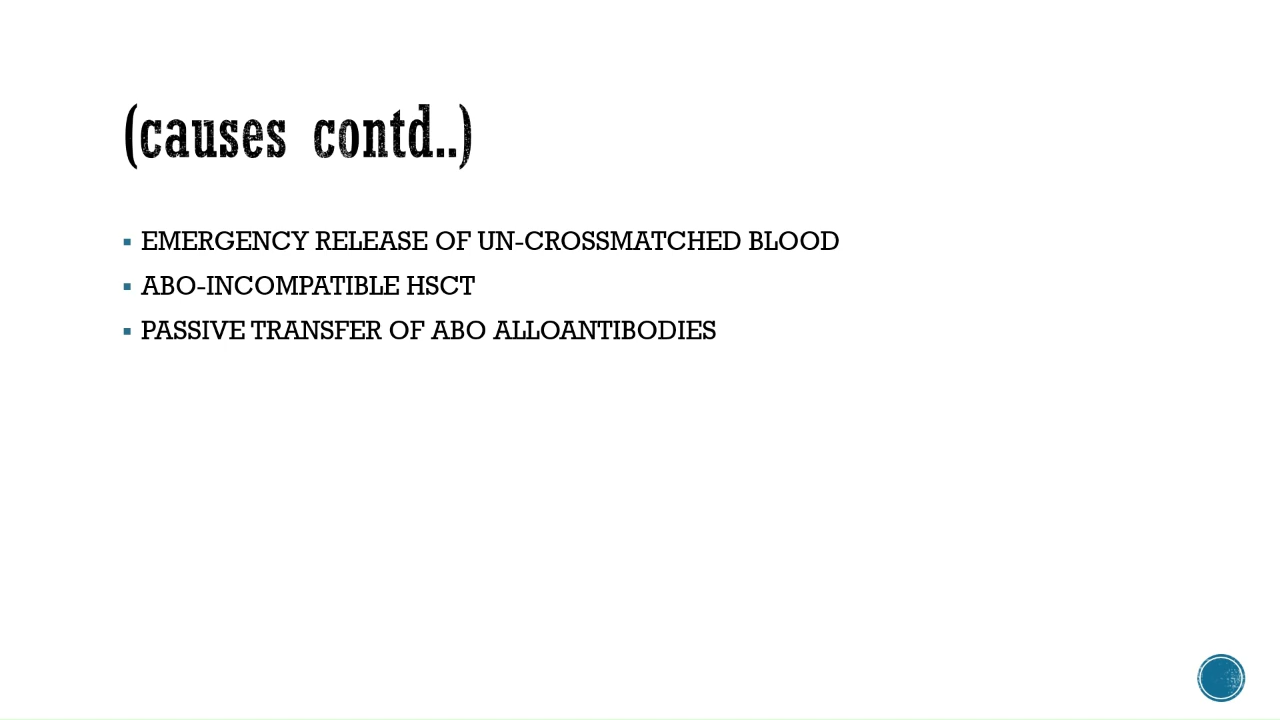 (causes contd..)
▪ EMERGENCY RELEASE OF UN-CROSSMATCHED BLOOD
▪ ABO-INCOMPATIBLE HSCT
▪ PASSIVE TRANSFER OF ABO ALLOANTIBODIES